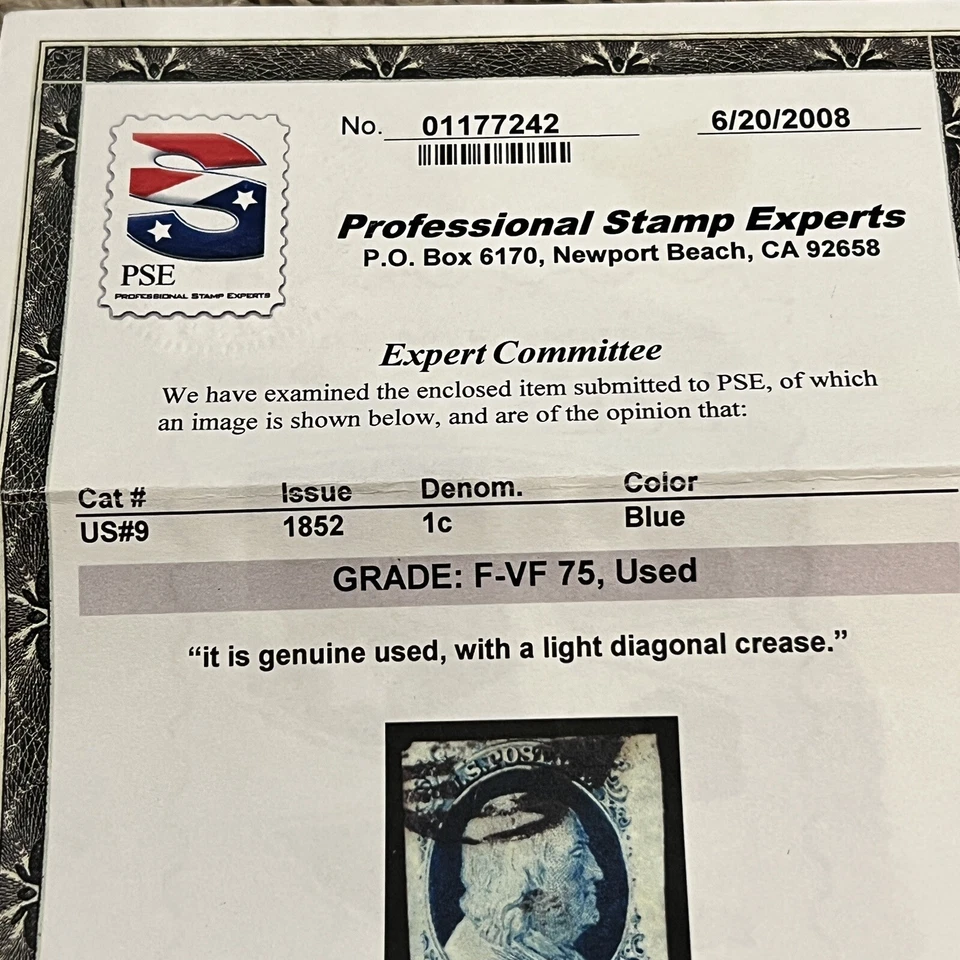 No. 01177242 6/20/2008
PSE
PROFESSIONAL STAMP EXPERTS
Professional Stamp Experts
P.O. Box 6170, Newport Beach, CA 92658
Expert Committee
We have examined the enclosed item submitted to PSE, of which
an image is shown below, and are of the opinion that:
Cat # Issue Denom. Color
US#9 1852 1c Blue
GRADE: F-VF 75, Used
“it is genuine used, with a light diagonal crease.”
U.S. POST